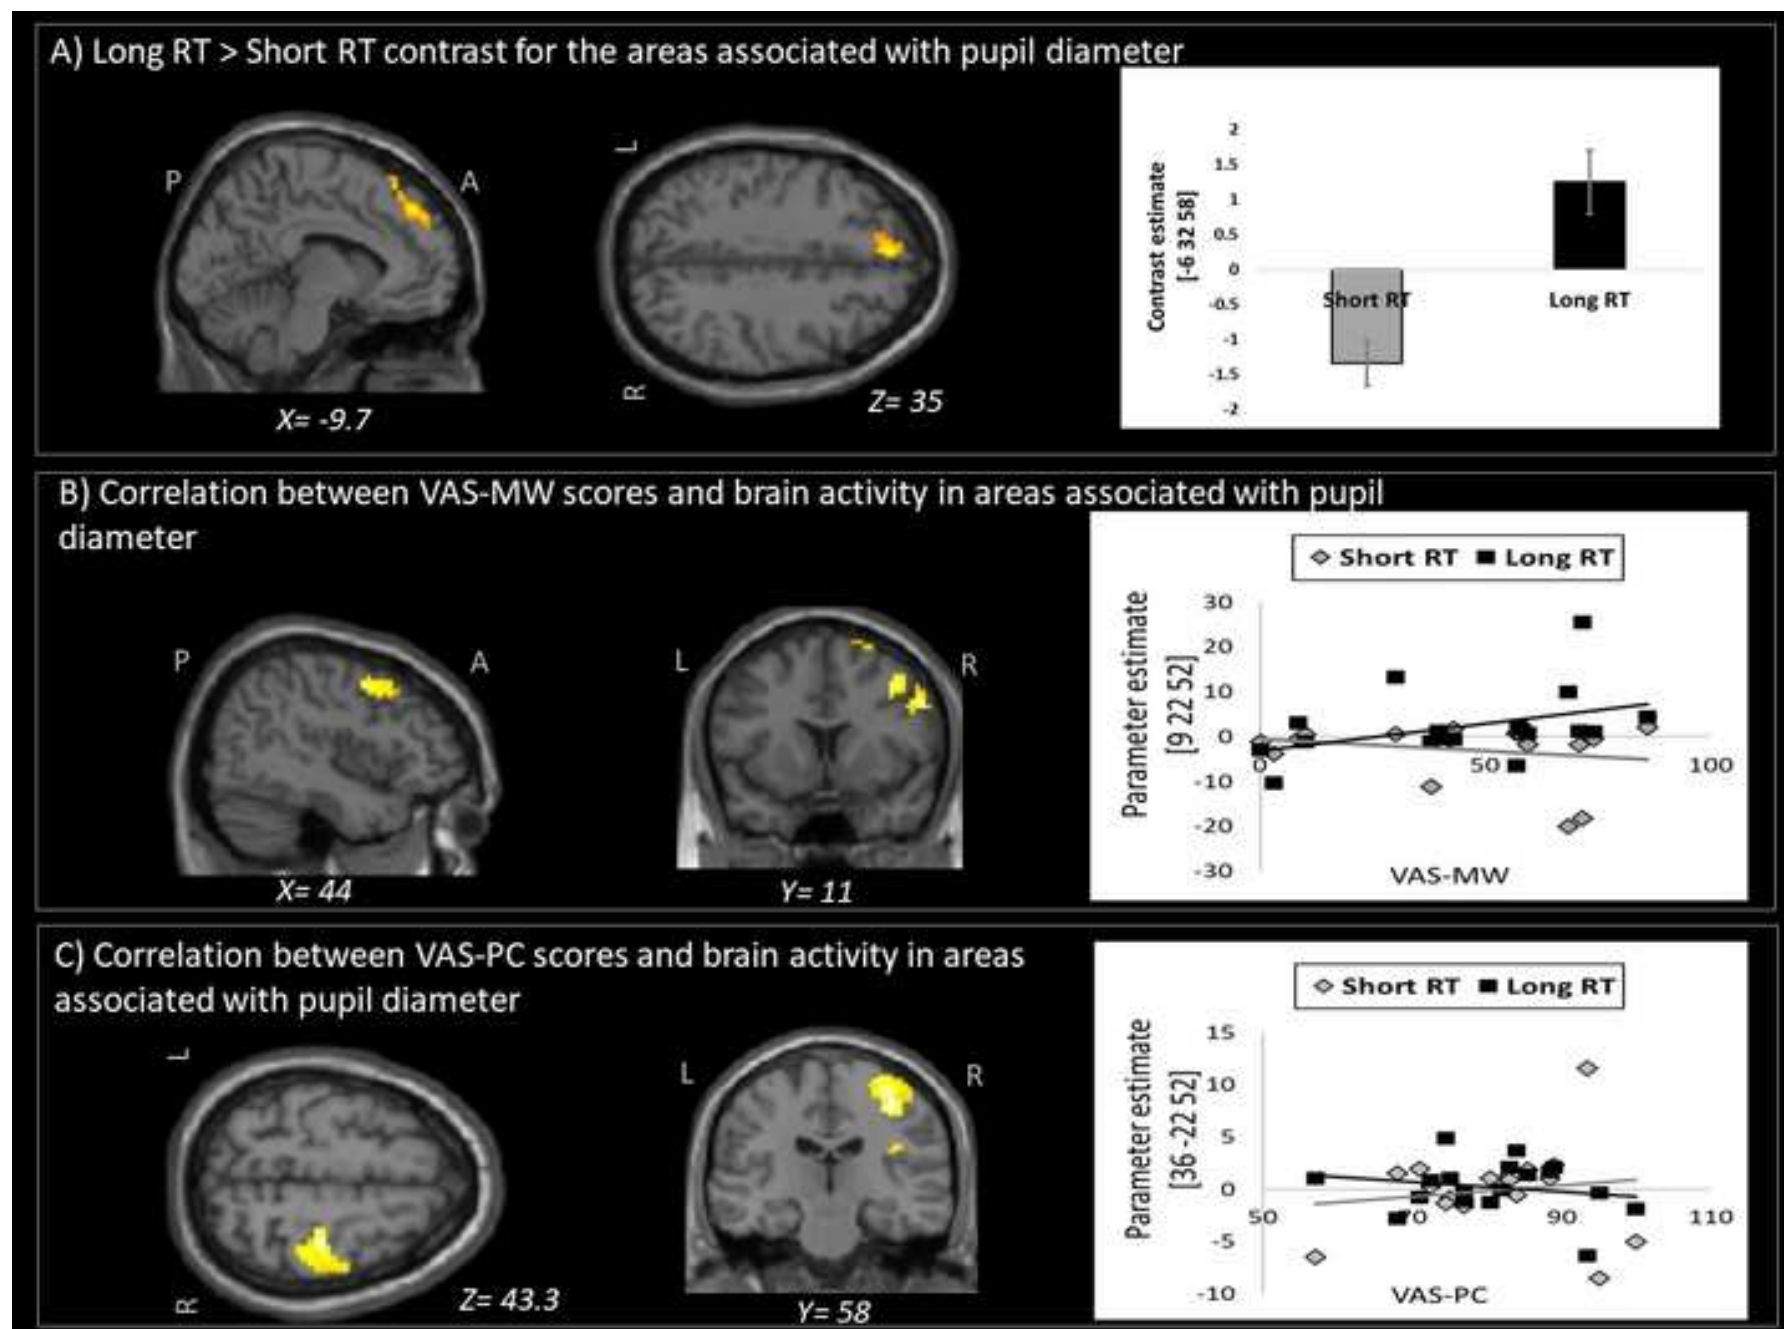 A) Long RT > Short RT contrast for the areas associated with pupil diameter
P
A
X= -9.7
L
R
Z= 35
Contrast estimate
[-6 32 58]
2
1.5
1
0.5
0
-0.5
-1
-1.5
-2
Short RT
Long RT
B) Correlation between VAS-MW scores and brain activity in areas associated with pupil
diameter
P
A
X= 44
L
R
Y= 11
Short RT Long RT
Parameter estimate
[9 22 52]
30
20
10
0
-10
-20
-30
0 50 100
VAS-MW
C) Correlation between VAS-PC scores and brain activity in areas
associated with pupil diameter
L
R
Z= 43.3
L
R
Y= 58
Short RT Long RT
Parameter estimate
[36 -22 52]
15
10
5
0
-5
-10
50 70 90 110
VAS-PC